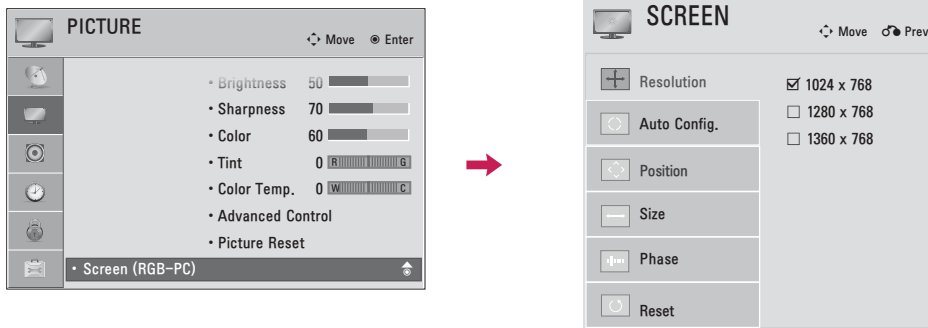 PICTURE
Move Enter
• Brightness 50
• Sharpness 70
• Color 60
• Tint 0 R G
• Color Temp. 0 W C
• Advanced Control
• Picture Reset
• Screen (RGB-PC)
SCREEN
Move Prev
Resolution
Auto Config.
Position
Size
Phase
Reset
☑ 1024 x 768
☐ 1280 x 768
☐ 1360 x 768